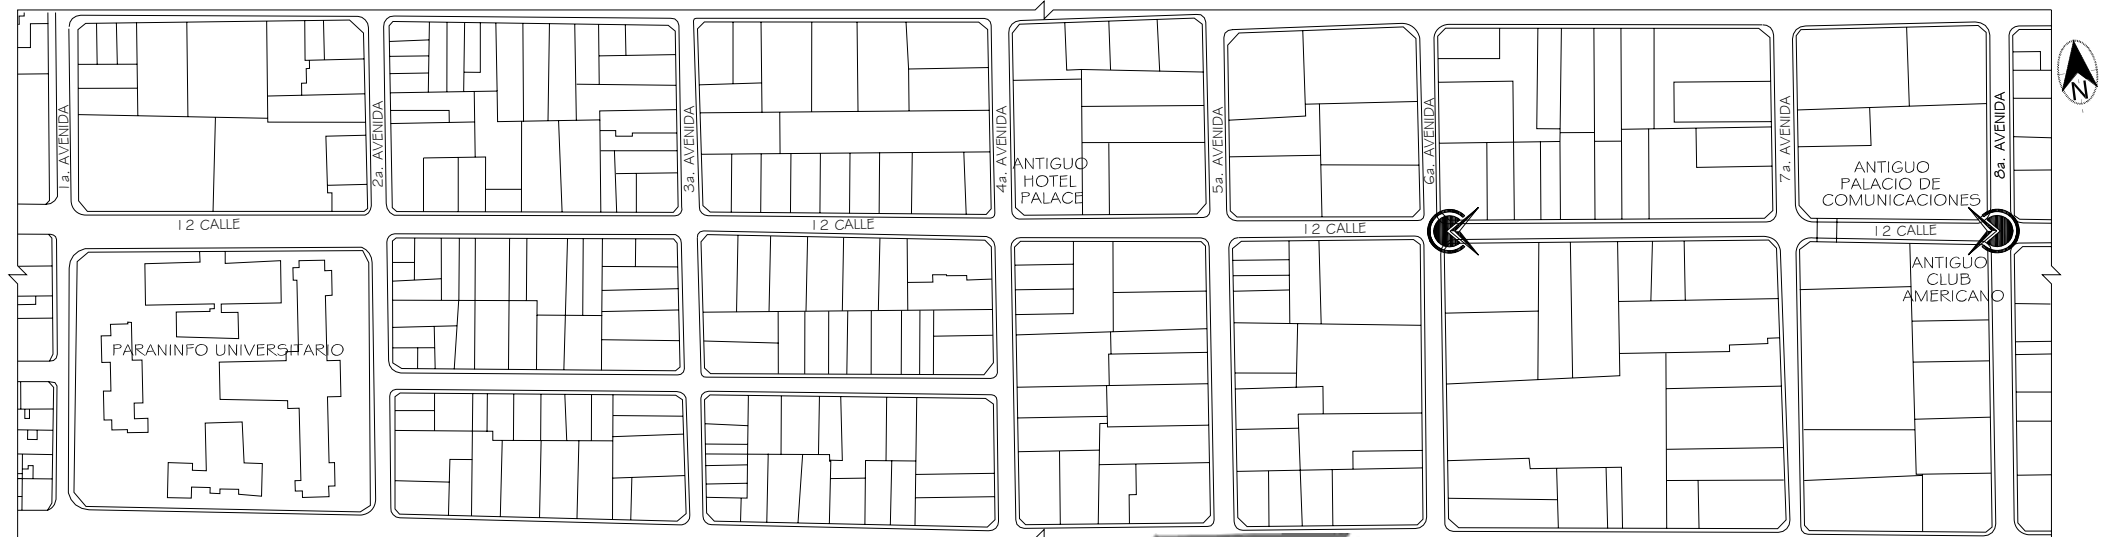 1a. AVENIDA
2a. AVENIDA
3a. AVENIDA
4a. AVENIDA
5a. AVENIDA
6a. AVENIDA
7a. AVENIDA
8a. AVENIDA
N
ANTIGUO
HOTEL
PALACE
ANTIGUO
PALACIO DE
COMUNICACIONES
12 CALLE
12 CALLE
12 CALLE
12 CALLE
ANTIGUO
CLUB
AMERICANO
PARANINFO UNIVERSITARIO